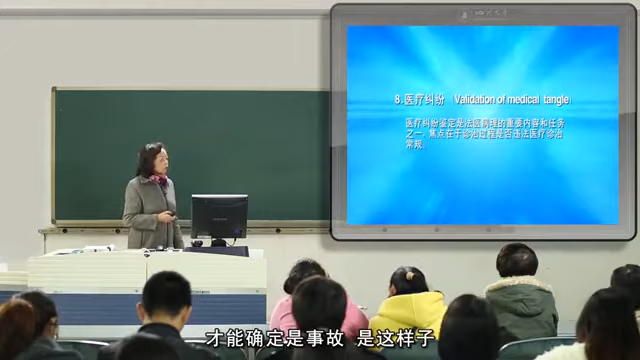 8.医疗纠纷 Validation of medical tangle
医疗纠纷鉴定是法医病理的重要内容和任务
之一,焦点在于诊治过程是否违法医疗诊治
常规.
才能确定是事故 是这样子